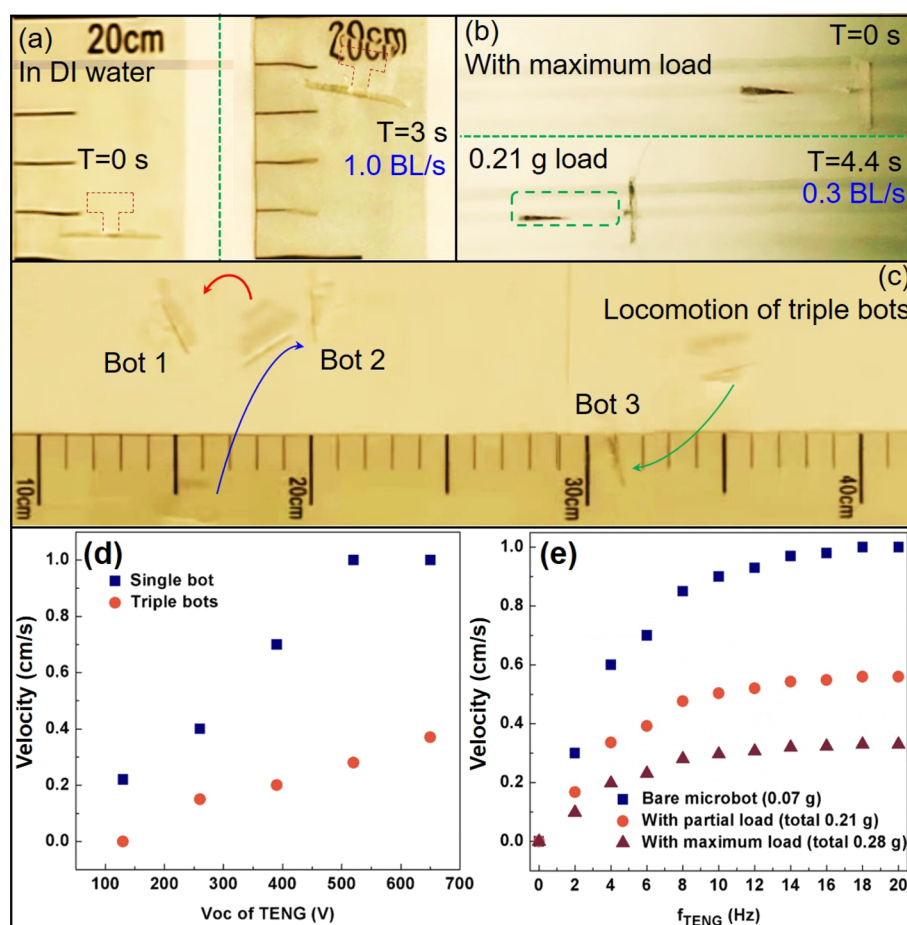 (a)
20cm
In DI water
T=0 s
20cm
T=3 s
1.0 BL/s
(b)
T=0 s
With maximum load
0.21 g load
T=4.4 s
0.3 BL/s
(c)
Locomotion of triple bots
Bot 1
Bot 2
Bot 3
10cm
20cm
30cm
40cm
(d)
Single bot
Triple bots
Velocity (cm/s)
1.0
0.8
0.6
0.4
0.2
0.0
100 200 300 400 500 600 700
Voc of TENG (V)
(e)
Velocity (cm/s)
1.0
0.8
0.6
0.4
0.2
0.0
Bare microbot (0.07 g)
With partial load (total 0.21 g)
With maximum load (total 0.28 g)
0 2 4 6 8 10 12 14 16 18 20
fTENG (Hz)